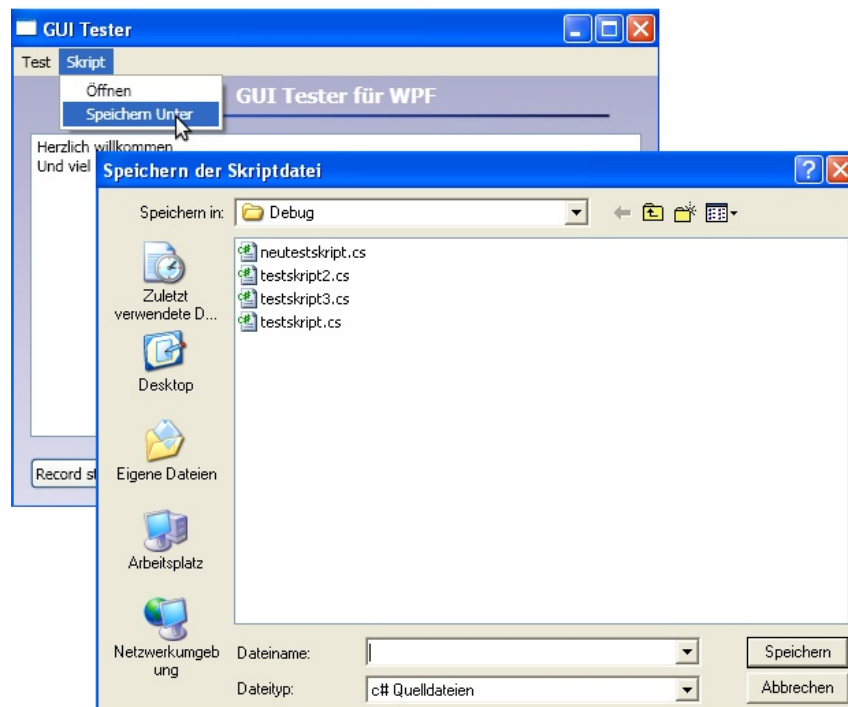 GUI Tester
Test Skript
Öffnen
Speichern Unter
GUI Tester für WPF
Herzlich willkommen
Und viel
Speichern der Skriptdatei
Speichern in: Debug
neutestskript.cs
testskript2.cs
testskript3.cs
testskript.cs
Zuletzt
verwendete D...
Desktop
Eigene Dateien
Arbeitsplatz
Netzwerkumgeb
ung
Record st
Dateiname:
Speichern
Dateityp: c# Quelldateien
Abbrechen